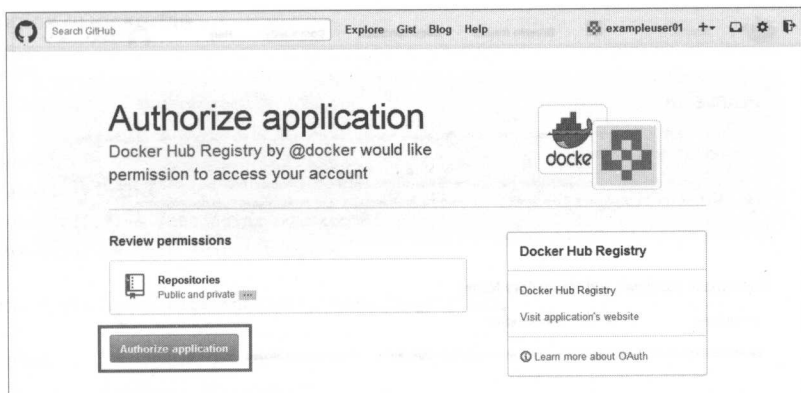 Search GitHub
Explore Gist Blog Help
exampleuser01
Authorize application
Docker Hub Registry by @docker would like
permission to access your account
docke
Review permissions
Repositories
Public and private
Authorize application
Docker Hub Registry
Docker Hub Registry
Visit application's website
Learn more about OAuth